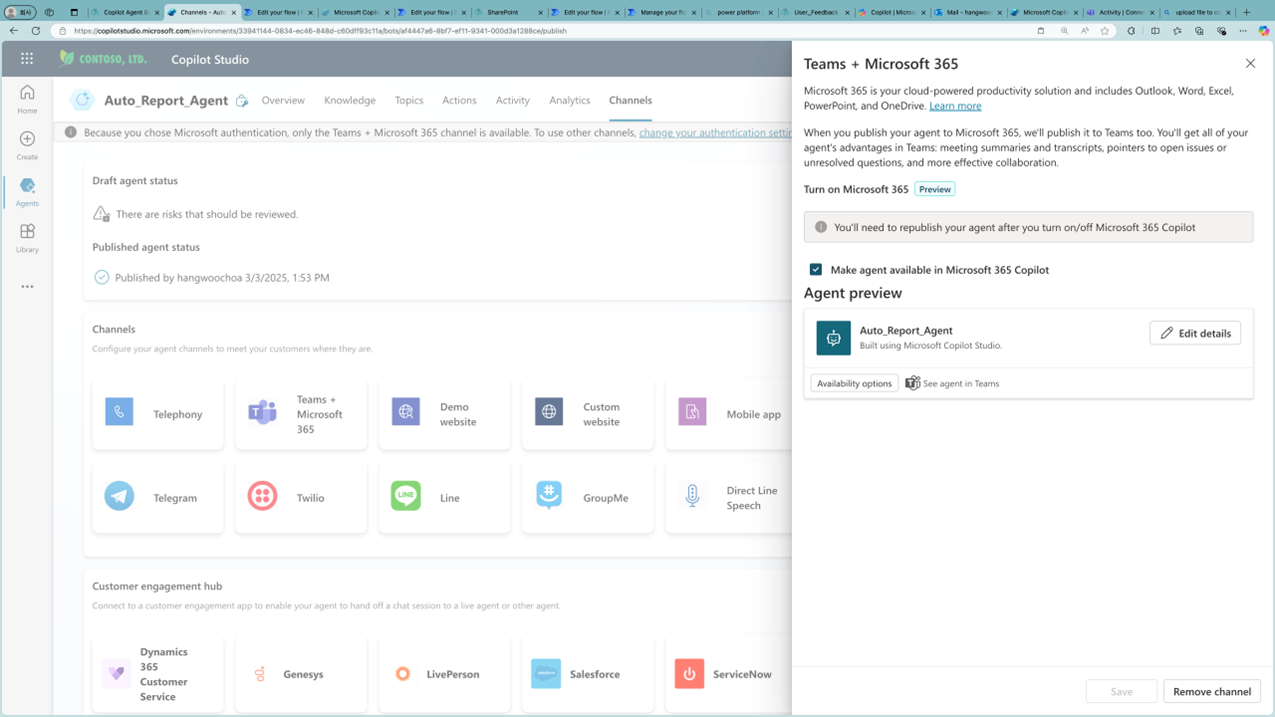 회사
Copilot Agent B
Channels - Aut
Edit your flow |
Microsoft Copil
Edit your flow |
SharePoint
Edit your flow |
Manage your fl
power platform
User_Feedback
Copilot | Micros
Mail - hangwoo
Microsoft Copil
Activity | Conne
upload file to co
https://copilotstudio.microsoft.com/environments/33941144-0834-ec46-848d-c60dff93c11a/bots/af4447a6-8bf7-ef11-9341-000d3a1288ce/publish
CONTOSO, LTD.
Copilot Studio
Home
Create
Agents
Library
Auto_Report_Agent
Overview
Knowledge
Topics
Actions
Activity
Analytics
Channels
Because you chose Microsoft authentication, only the Teams + Microsoft 365 channel is available. To use other channels, change your authentication settin
Draft agent status
There are risks that should be reviewed.
Published agent status
Published by hangwoochoa 3/3/2025, 1:53 PM
Channels
Configure your agent channels to meet your customers where they are.
Telephony
Teams +
Microsoft
365
Demo
website
Custom
website
Mobile app
Telegram
Twilio
LINE
Line
GroupMe
Direct Line
Speech
Customer engagement hub
Connect to a customer engagement app to enable your agent to hand off a chat session to a live agent or other agent.
Dynamics
365
Customer
Service
Genesys
LivePerson
Salesforce
ServiceNow
Teams + Microsoft 365
Microsoft 365 is your cloud-powered productivity solution and includes Outlook, Word, Excel,
PowerPoint, and OneDrive. Learn more
When you publish your agent to Microsoft 365, we'll publish it to Teams too. You'll get all of your
agent's advantages in Teams: meeting summaries and transcripts, pointers to open issues or
unresolved questions, and more effective collaboration.
Turn on Microsoft 365 Preview
You'll need to republish your agent after you turn on/off Microsoft 365 Copilot
Make agent available in Microsoft 365 Copilot
Agent preview
Auto_Report_Agent
Built using Microsoft Copilot Studio.
Edit details
Availability options
See agent in Teams
Save
Remove channel